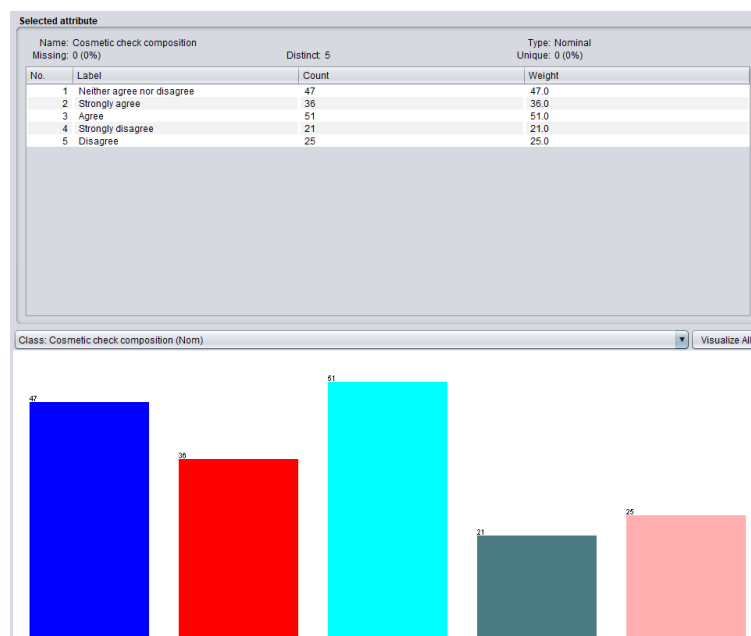 Selected attribute
Name: Cosmetic check composition Type: Nominal
Missing: 0 (0%) Distinct: 5 Unique: 0 (0%)
No. Label Count Weight
1 Neither agree nor disagree 47 47.0
2 Strongly agree 36 36.0
3 Agree 51 51.0
4 Strongly disagree 21 21.0
5 Disagree 25 25.0
Class: Cosmetic check composition (Nom) Visualize All
47 36 51 21 25